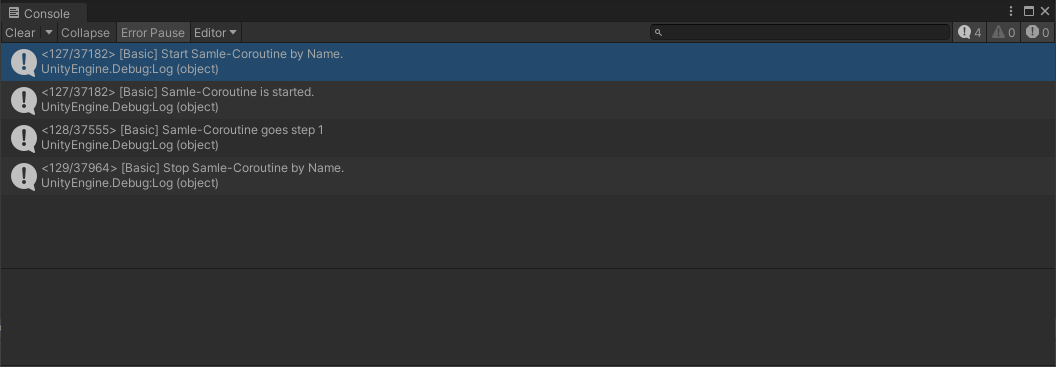 Console
Clear Collapse Error Pause Editor 4 0 0
<127/37182> [Basic] Start Samle-Coroutine by Name.
UnityEngine.Debug:Log (object)
<127/37182> [Basic] Samle-Coroutine is started.
UnityEngine.Debug:Log (object)
<128/37555> [Basic] Samle-Coroutine goes step 1
UnityEngine.Debug:Log (object)
<129/37964> [Basic] Stop Samle-Coroutine by Name.
UnityEngine.Debug:Log (object)